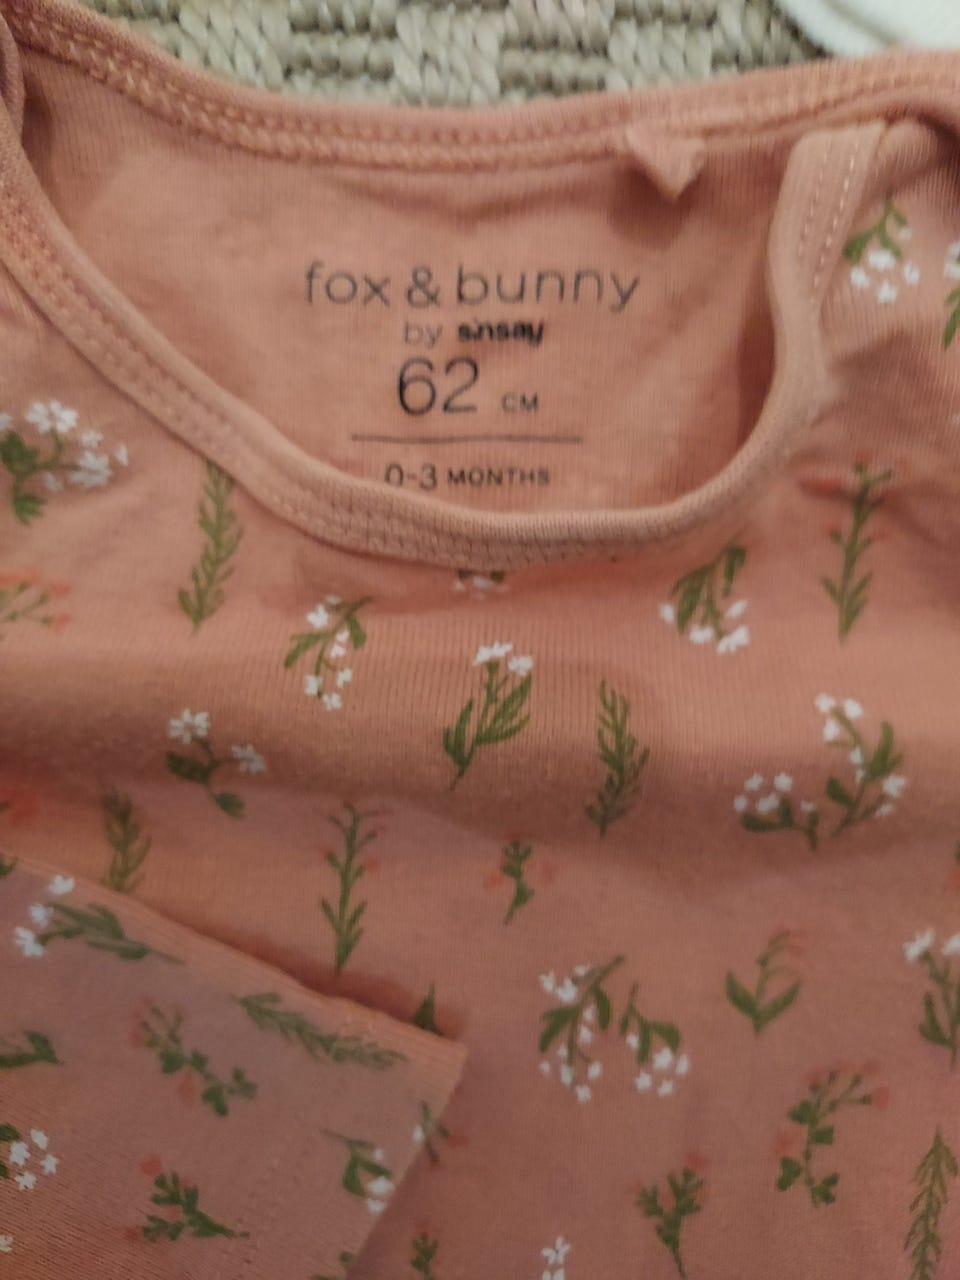 fox & bunny
by sinsay
62 CM
0-3 MONTHS